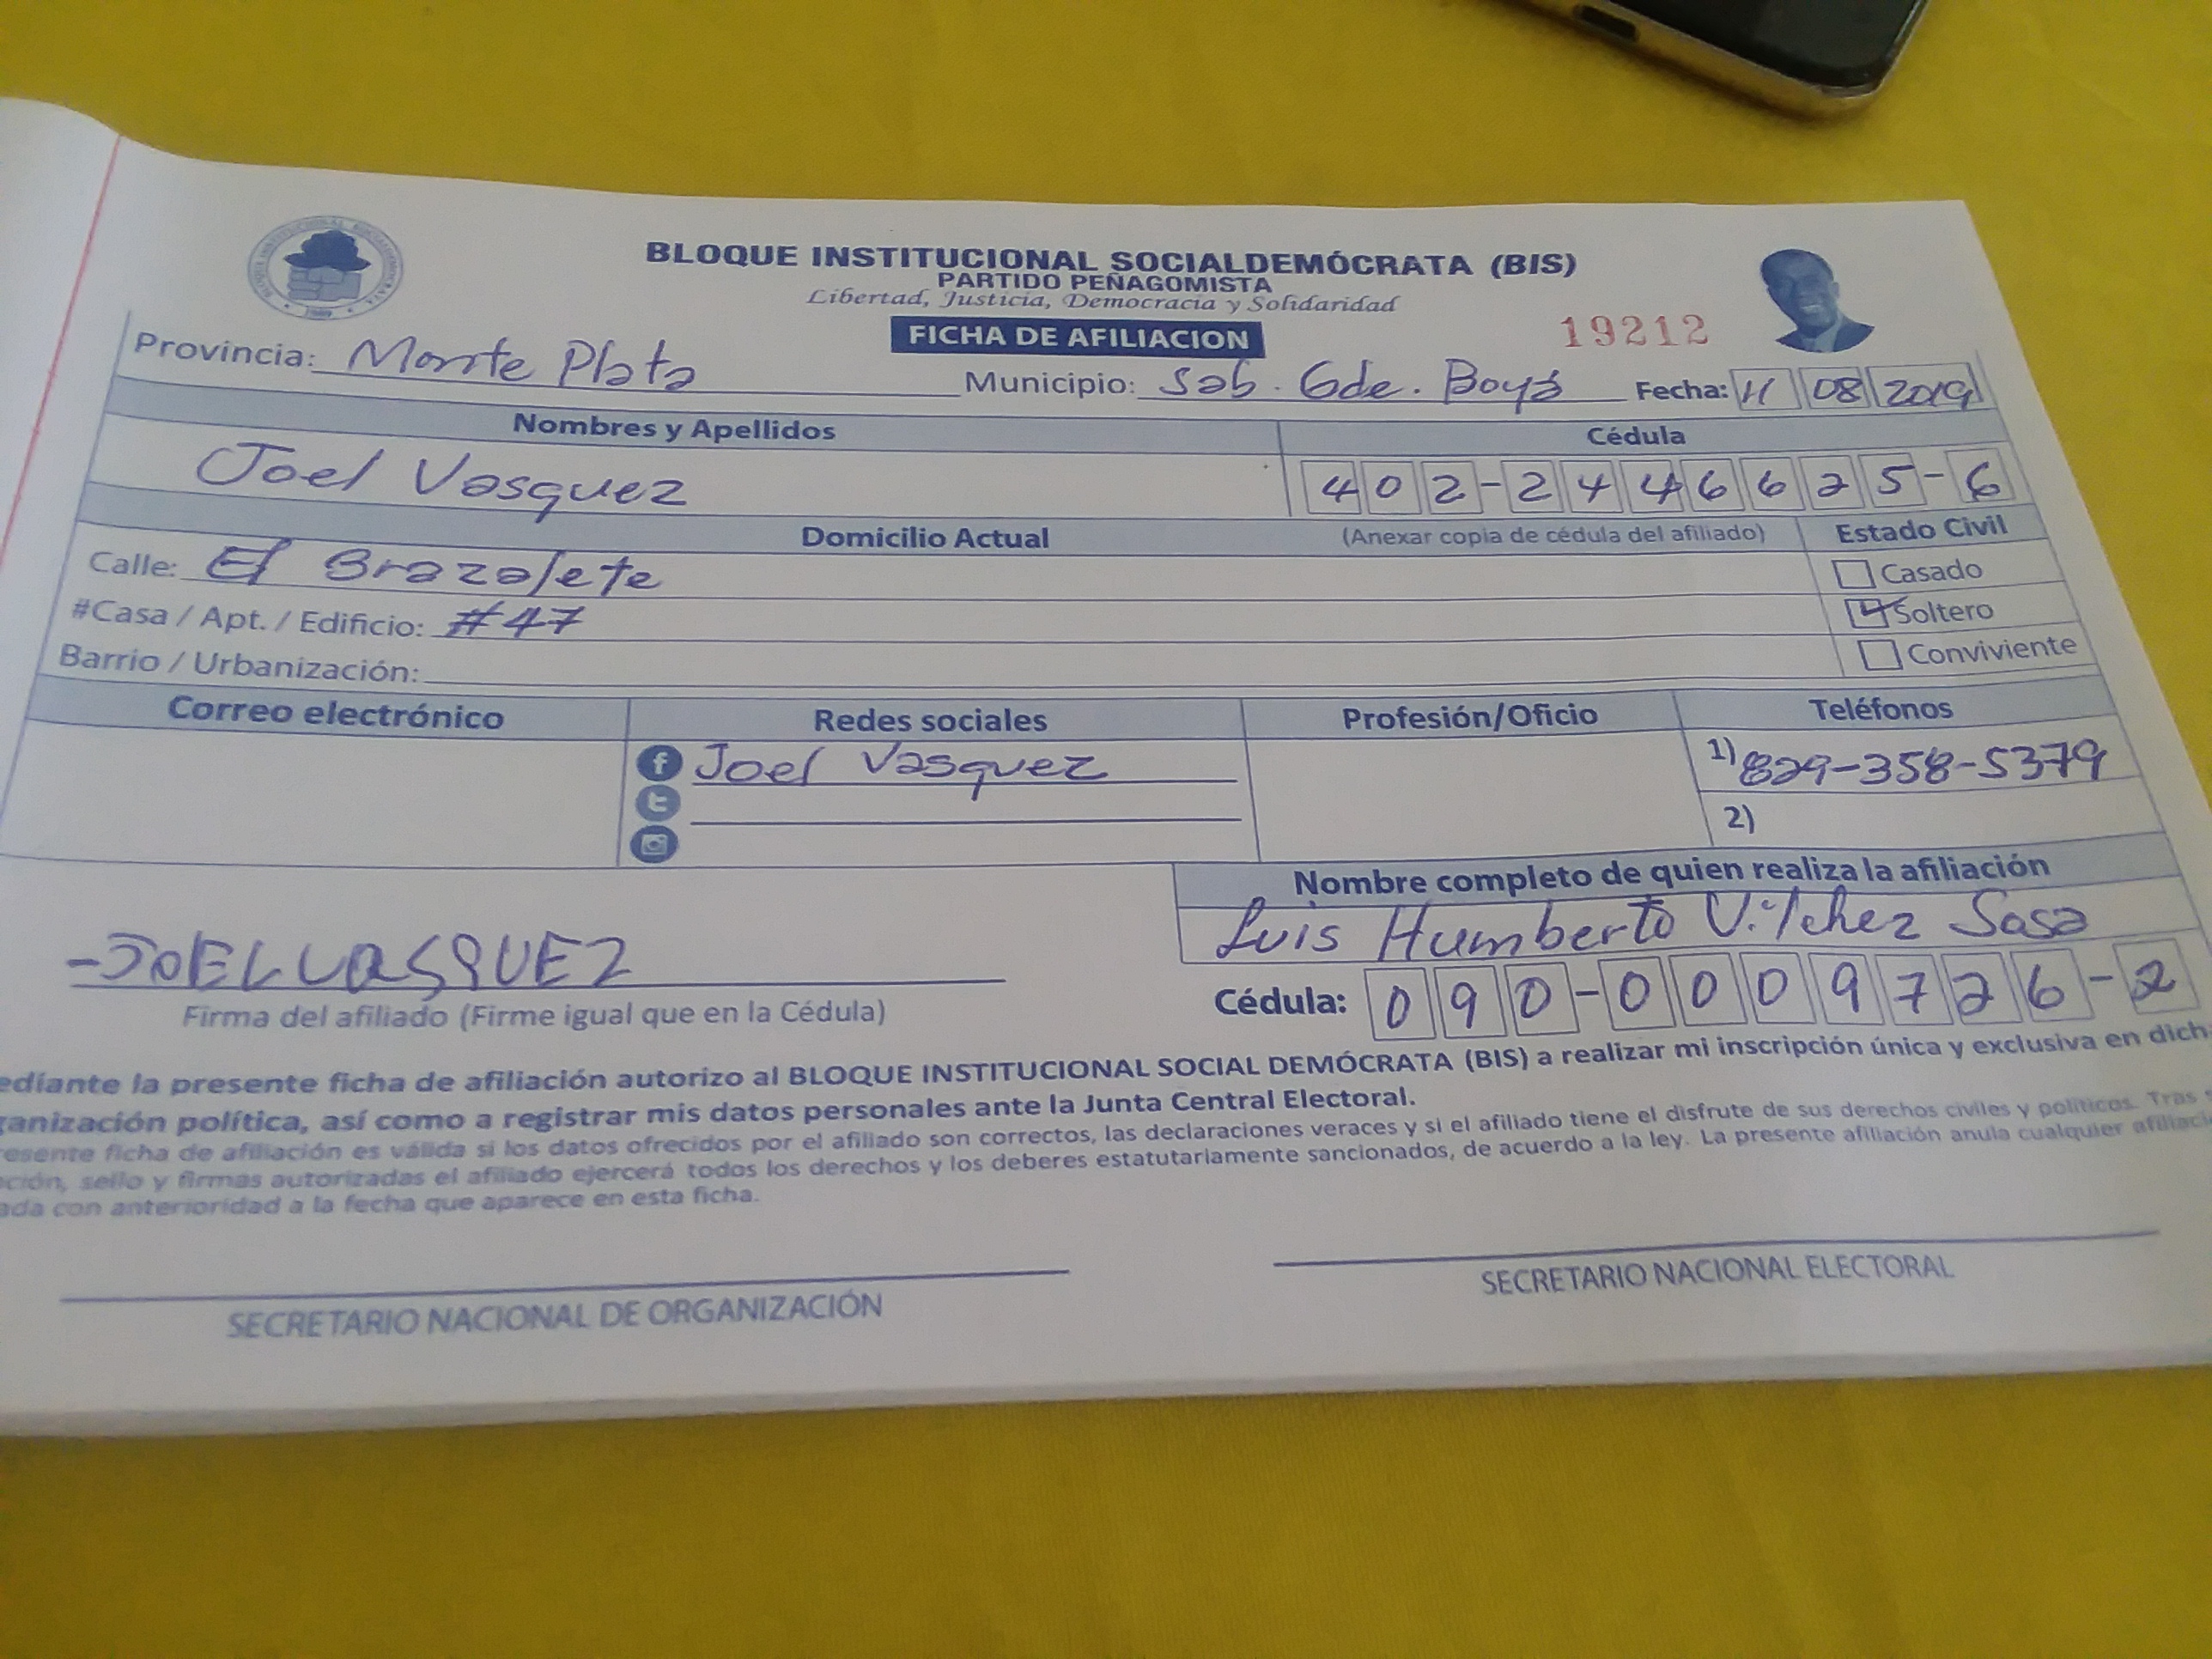 BLOQUE INSTITUCIONAL SOCIALDEMÓCRATA (BIS)
PARTIDO PEÑAGOMISTA
Libertad, Justicia, Democracia y Solidaridad
FICHA DE AFILIACION
19212
Provincia: Monte Plata Municipio: Sab. Gde. Boyá Fecha: 11 08 2019
Nombres y Apellidos Cédula
Joel Vasquez 402-2446625-6
Domicilio Actual (Anexar copia de cédula del afiliado) Estado Civil
Calle: El Brazalete Casado
#Casa / Apt. / Edificio: #47 Soltero
Barrio / Urbanización: Conviviente
Correo electrónico Redes sociales Profesión/Oficio Teléfonos
Joel Vasquez 1) 829-358-5379
2)
Nombre completo de quien realiza la afiliación
Luis Humberto Vilchez Sosa
-JOEL VASQUEZ
Firma del afiliado (Firme igual que en la Cédula) Cédula: 090-0009726-2
ediante la presente ficha de afiliación autorizo al BLOQUE INSTITUCIONAL SOCIAL DEMÓCRATA (BIS) a realizar mi inscripción única y exclusiva en dich
ganización política, así como a registrar mis datos personales ante la Junta Central Electoral.
resente ficha de afiliación es válida si los datos ofrecidos por el afiliado son correctos, las declaraciones veraces y si el afiliado tiene el disfrute de sus derechos civiles y políticos. Tras
ción, sello y firmas autorizadas el afiliado ejercerá todos los derechos y los deberes estatutariamente sancionados, de acuerdo a la ley. La presente afiliación anula cualquier afiliaci
ada con anterioridad a la fecha que aparece en esta ficha.
SECRETARIO NACIONAL DE ORGANIZACIÓN SECRETARIO NACIONAL ELECTORAL